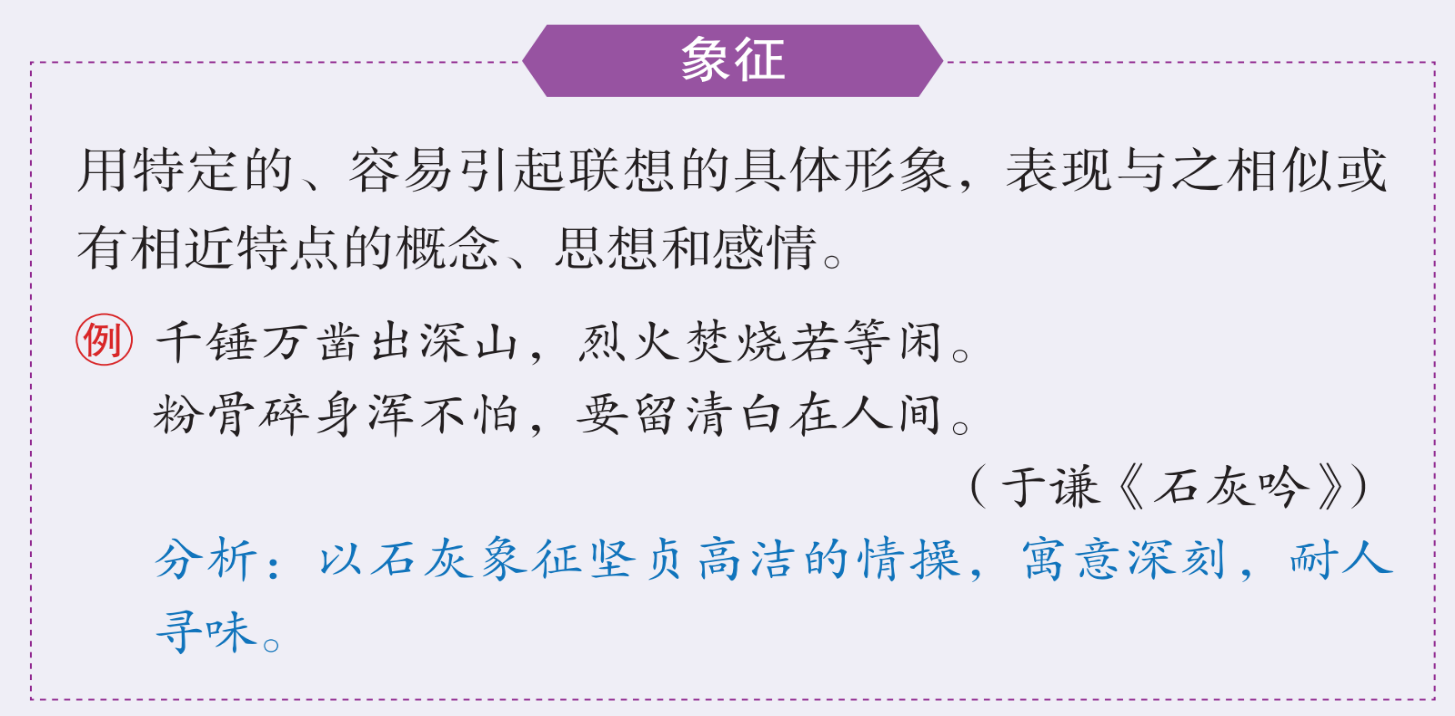 象征
用特定的、容易引起联想的具体形象，表现与之相似或
有相近特点的概念、思想和感情。
例 千锤万凿出深山，烈火焚烧若等闲。
粉骨碎身浑不怕，要留清白在人间。
（于谦《石灰吟》）
分析：以石灰象征坚贞高洁的情操，寓意深刻，耐人
寻味。